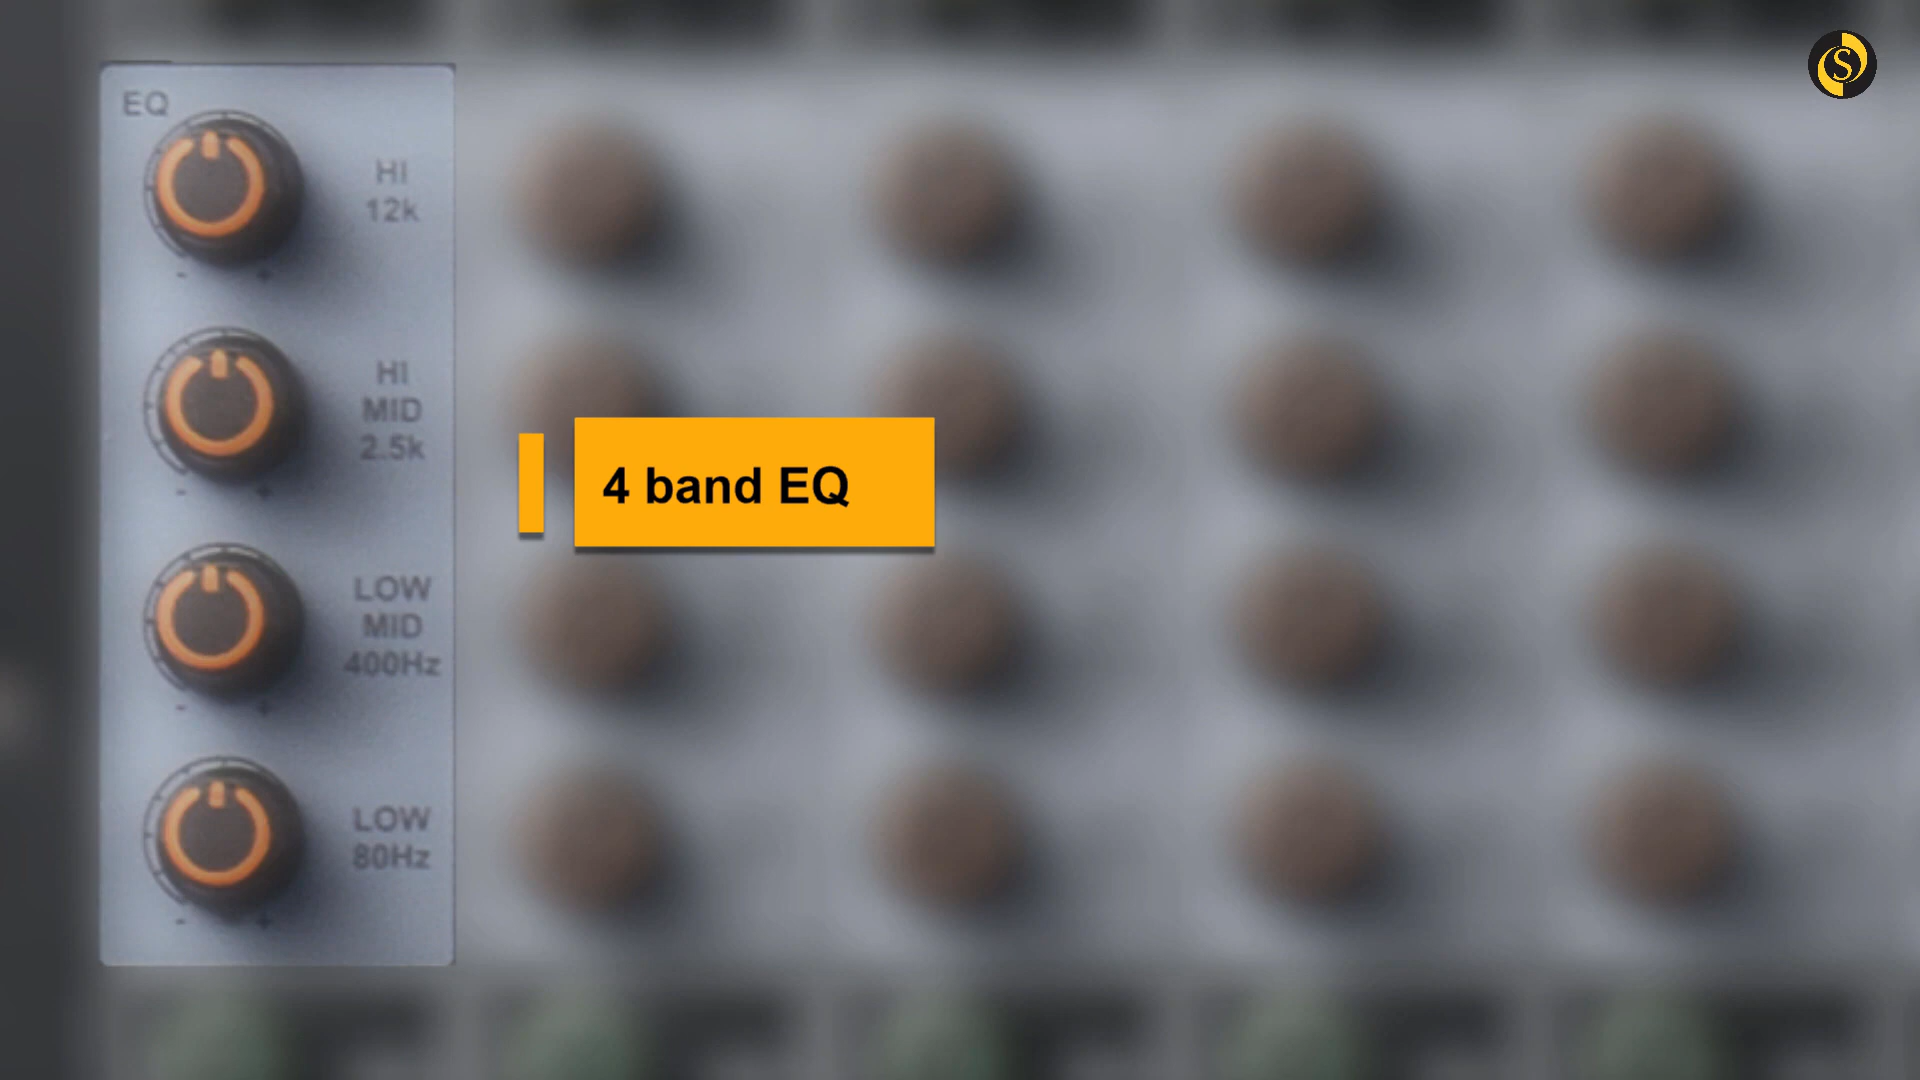 EQ
HI
12k
HI
MID
2.5k
4 band EQ
LOW
MID
400Hz
LOW
80Hz
S